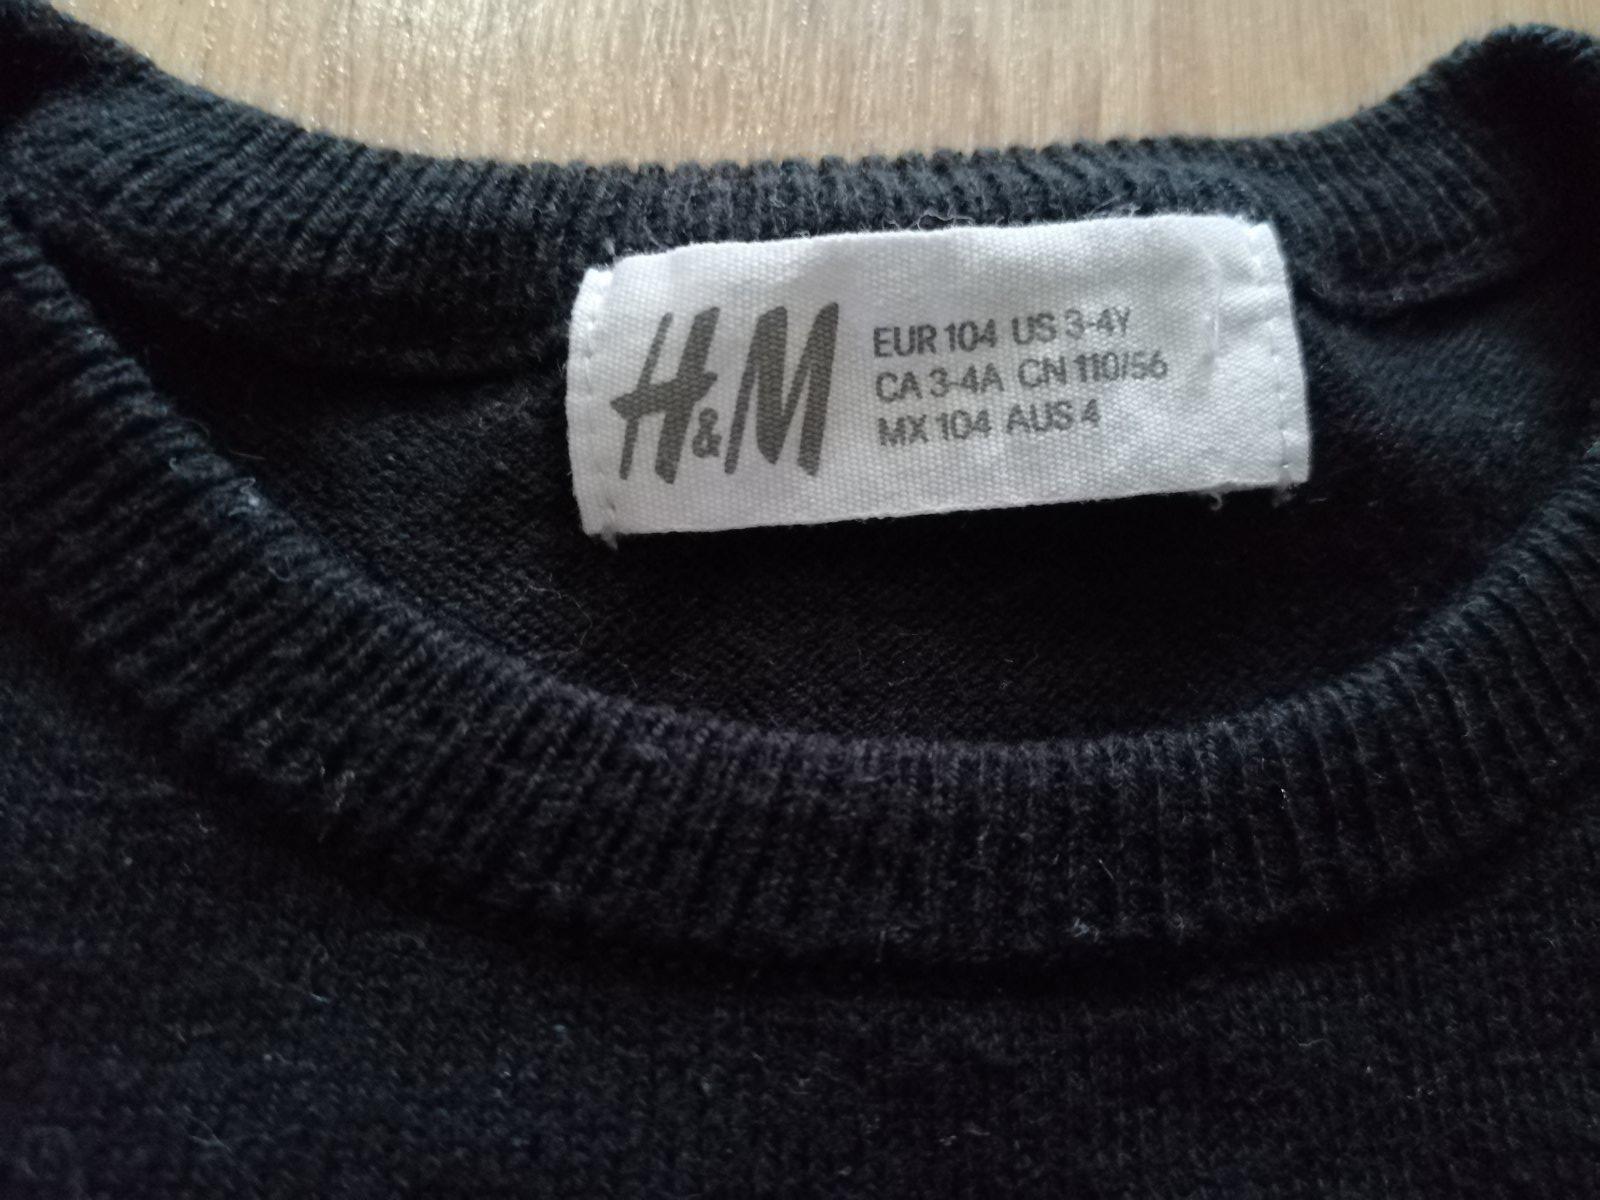 H&M
EUR 104 US 3-4Y
CA 3-4A CN 110/56
MX 104 AUS 4